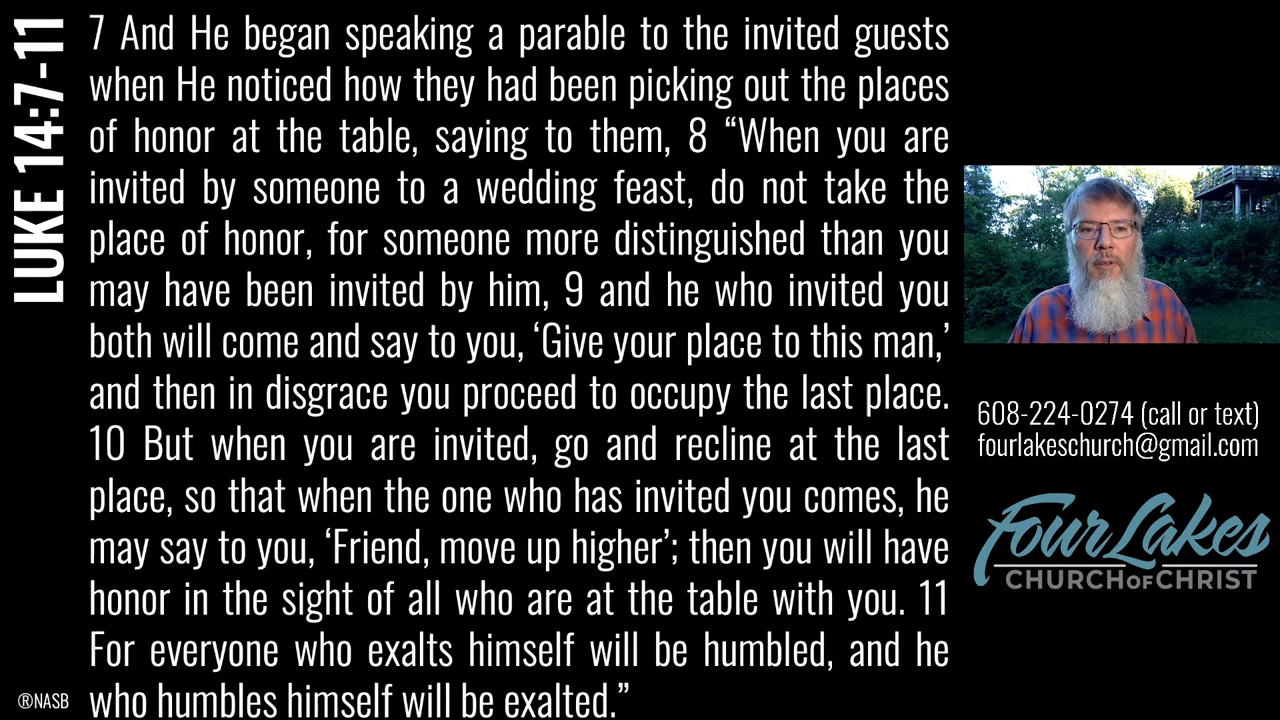 LUKE 14:7-11
7 And He began speaking a parable to the invited guests
when He noticed how they had been picking out the places
of honor at the table, saying to them, 8 “When you are
invited by someone to a wedding feast, do not take the
place of honor, for someone more distinguished than you
may have been invited by him, 9 and he who invited you
both will come and say to you, ‘Give your place to this man,’
and then in disgrace you proceed to occupy the last place.
10 But when you are invited, go and recline at the last
place, so that when the one who has invited you comes, he
may say to you, ‘Friend, move up higher’; then you will have
honor in the sight of all who are at the table with you. 11
For everyone who exalts himself will be humbled, and he
who humbles himself will be exalted.”
®NASB
608-224-0274 (call or text)
fourlakeschurch@gmail.com
Four Lakes
CHURCH OF CHRIST